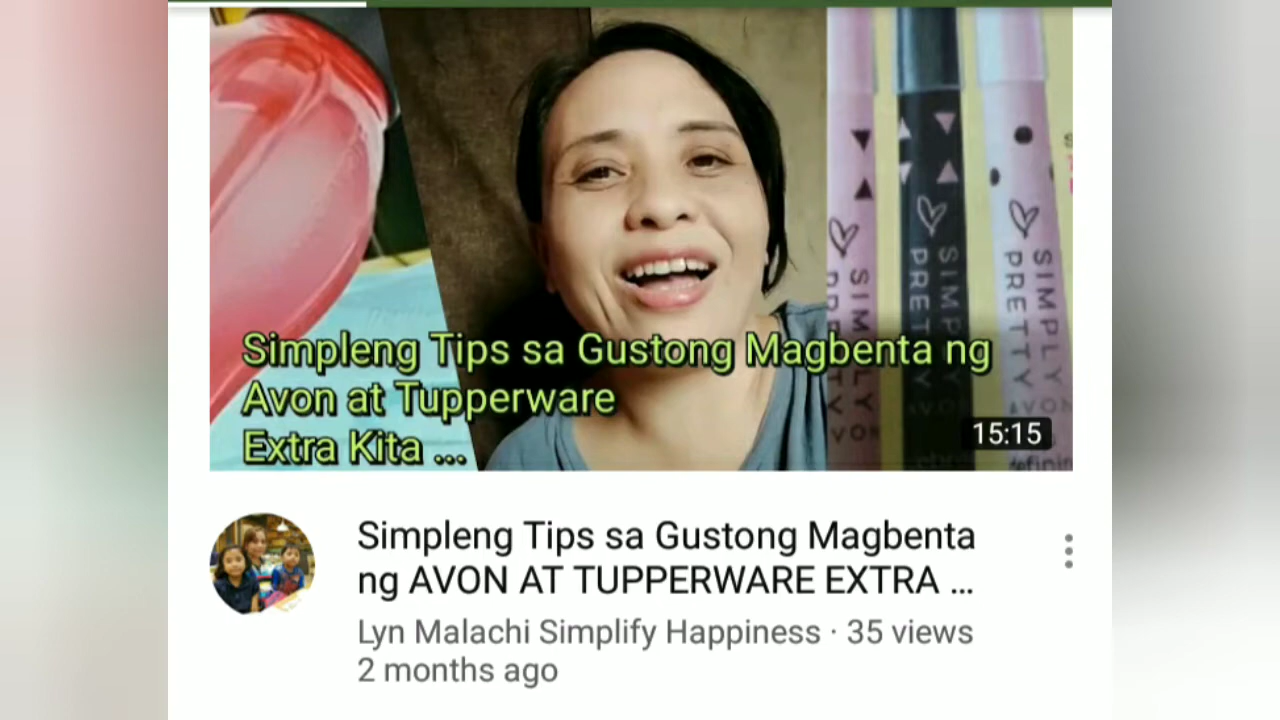 Simpleng Tips sa Gustong Magbenta ng
Avon at Tupperware
Extra Kita ...
SIMPLY
PRETTY
SIMPLY
PRETTY
SIMPLY
PRETTY
AVON
15:15
Simpleng Tips sa Gustong Magbenta
ng AVON AT TUPPERWARE EXTRA ...
Lyn Malachi Simplify Happiness · 35 views
2 months ago